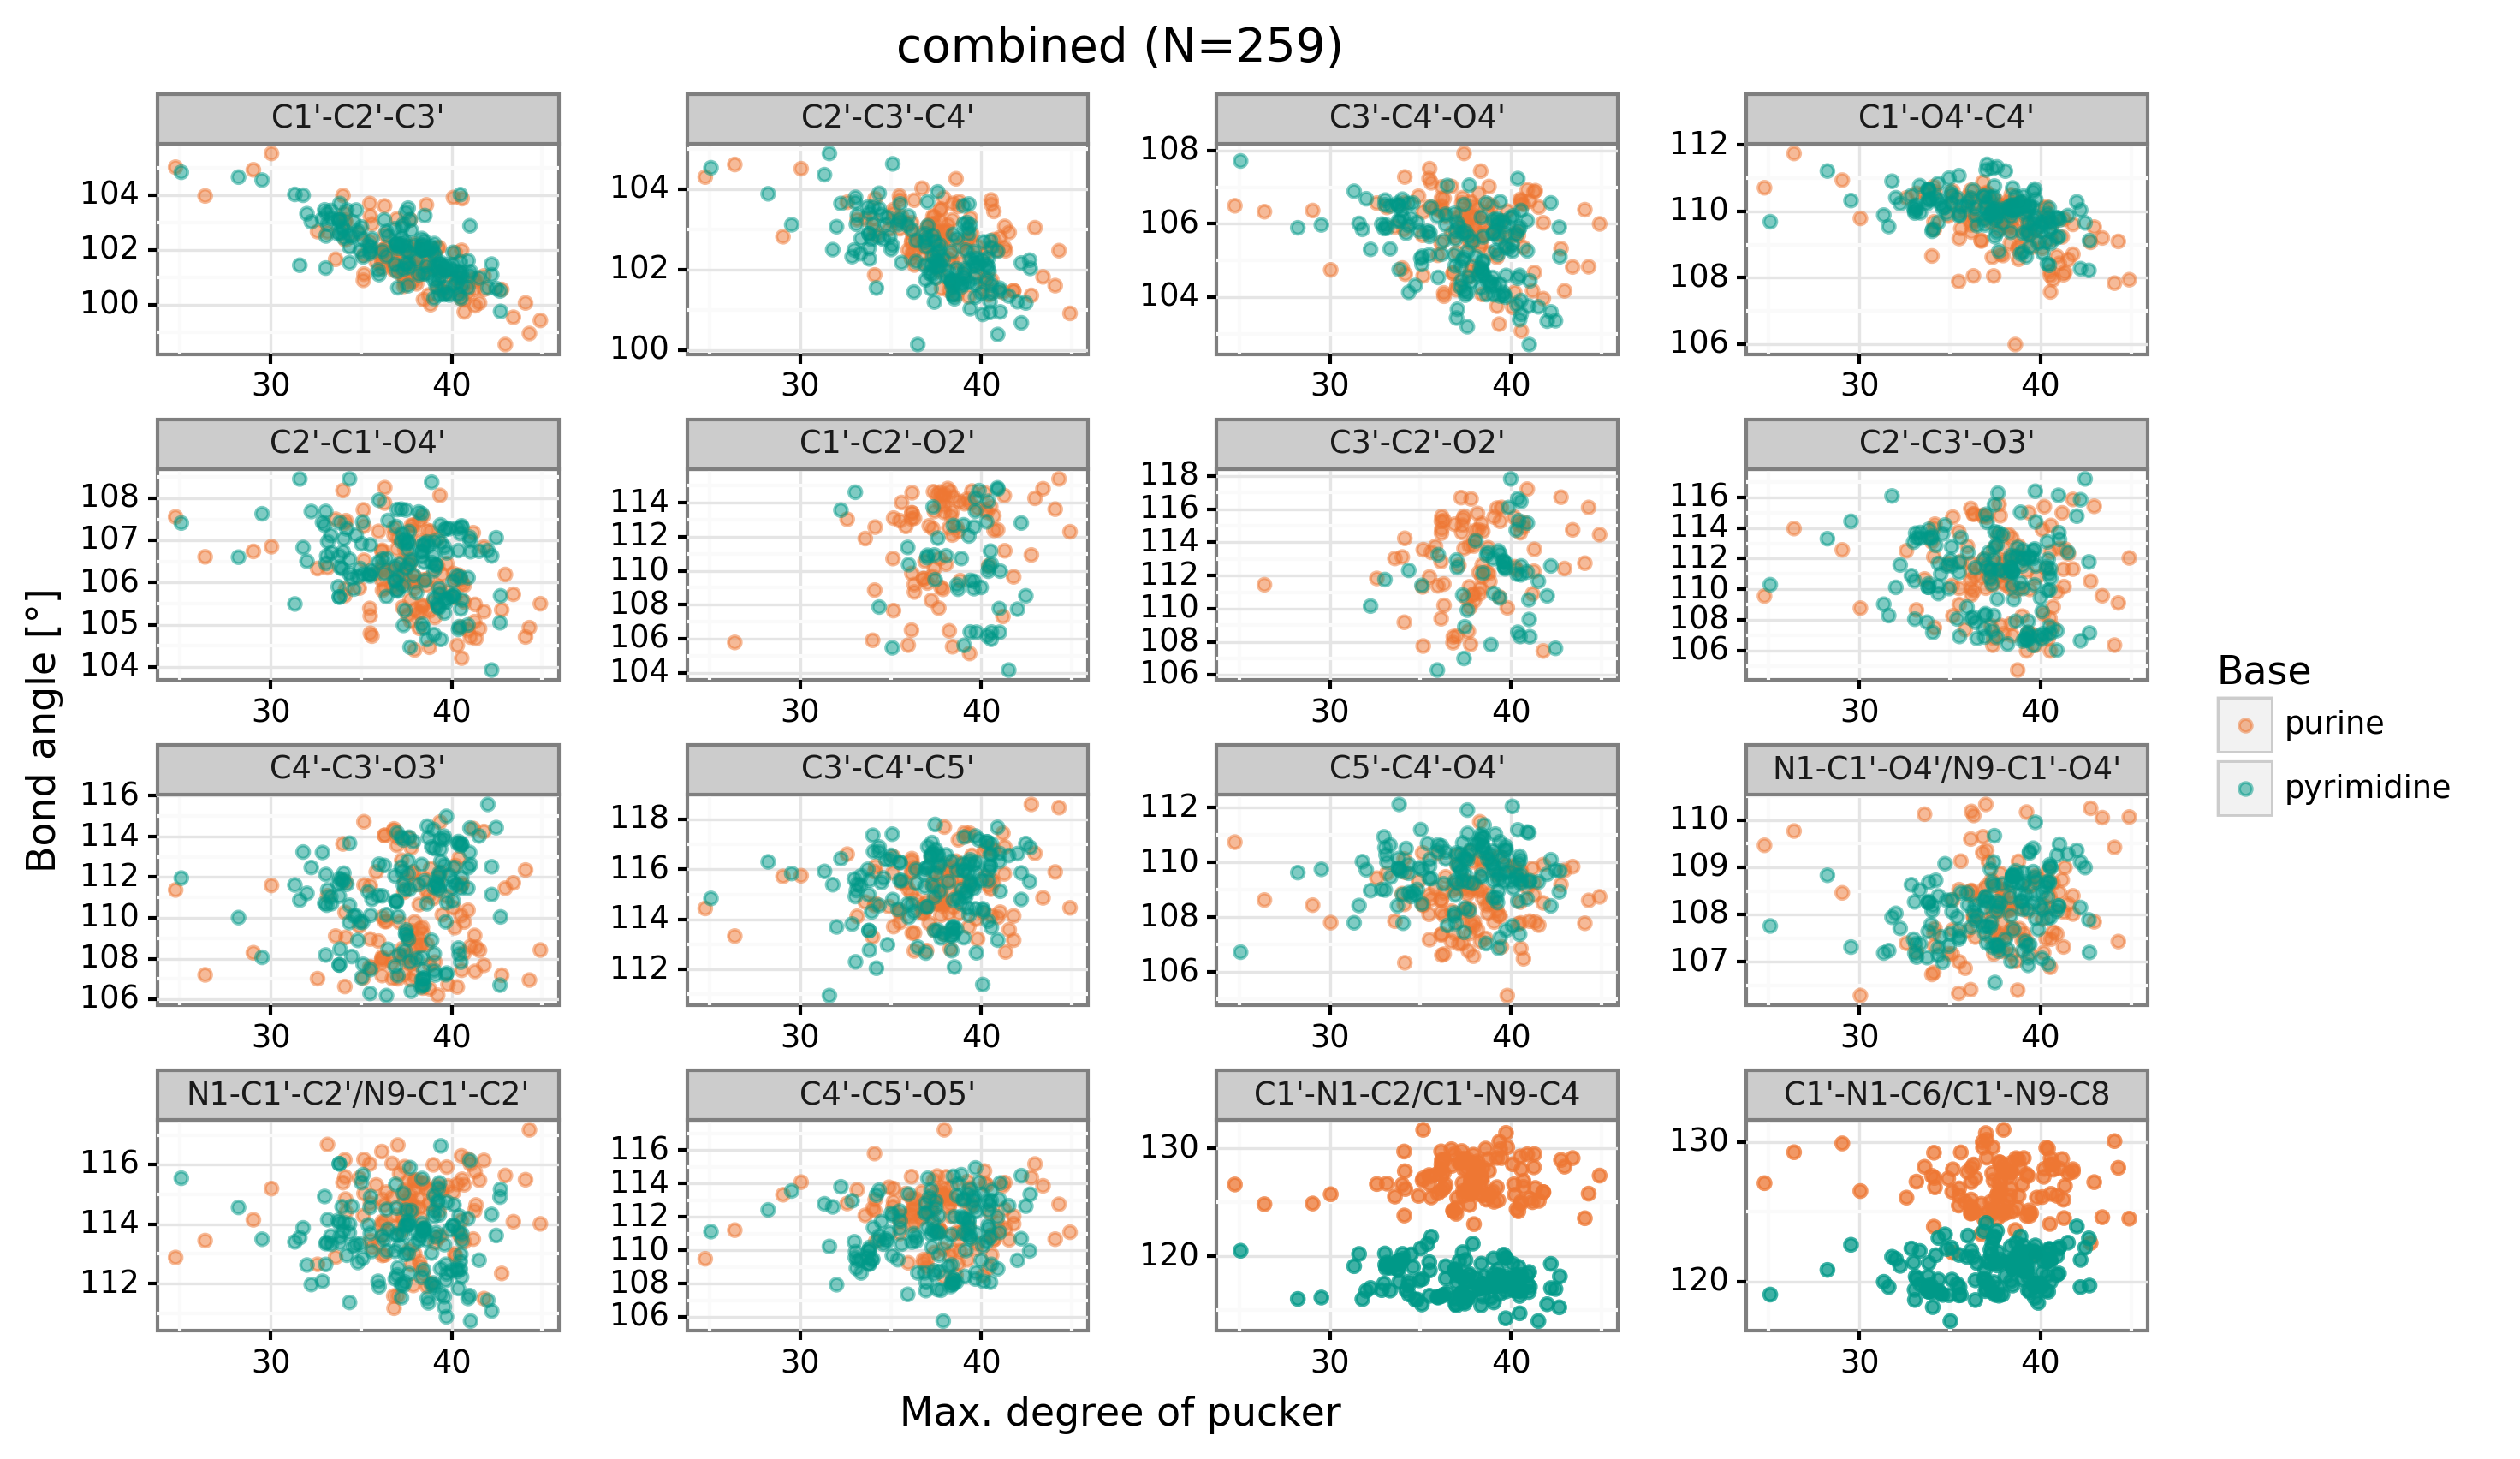 combined (N=259)
C1'-C2'-C3' C2'-C3'-C4' C3'-C4'-O4' C1'-O4'-C4'
104 102 100
104 102 100
108 106 104
112 110 108 106
30 40 30 40 30 40 30 40
C2'-C1'-O4' C1'-C2'-O2' C3'-C2'-O2' C2'-C3'-O3'
108 107 106 105 104
114 112 110 108 106 104
118 116 114 112 110 108 106
116 114 112 110 108 106
30 40 30 40 30 40 30 40
C4'-C3'-O3' C3'-C4'-C5' C5'-C4'-O4' N1-C1'-O4'/N9-C1'-O4'
116 114 112 110 108 106
118 116 114 112
112 110 108 106
110 109 108 107
30 40 30 40 30 40 30 40
N1-C1'-C2'/N9-C1'-C2' C4'-C5'-O5' C1'-N1-C2/C1'-N9-C4 C1'-N1-C6/C1'-N9-C8
116 114 112
116 114 112 110 108 106
130 120
130 120
30 40 30 40 30 40 30 40
Bond angle [°]
Max. degree of pucker
Base
purine
pyrimidine